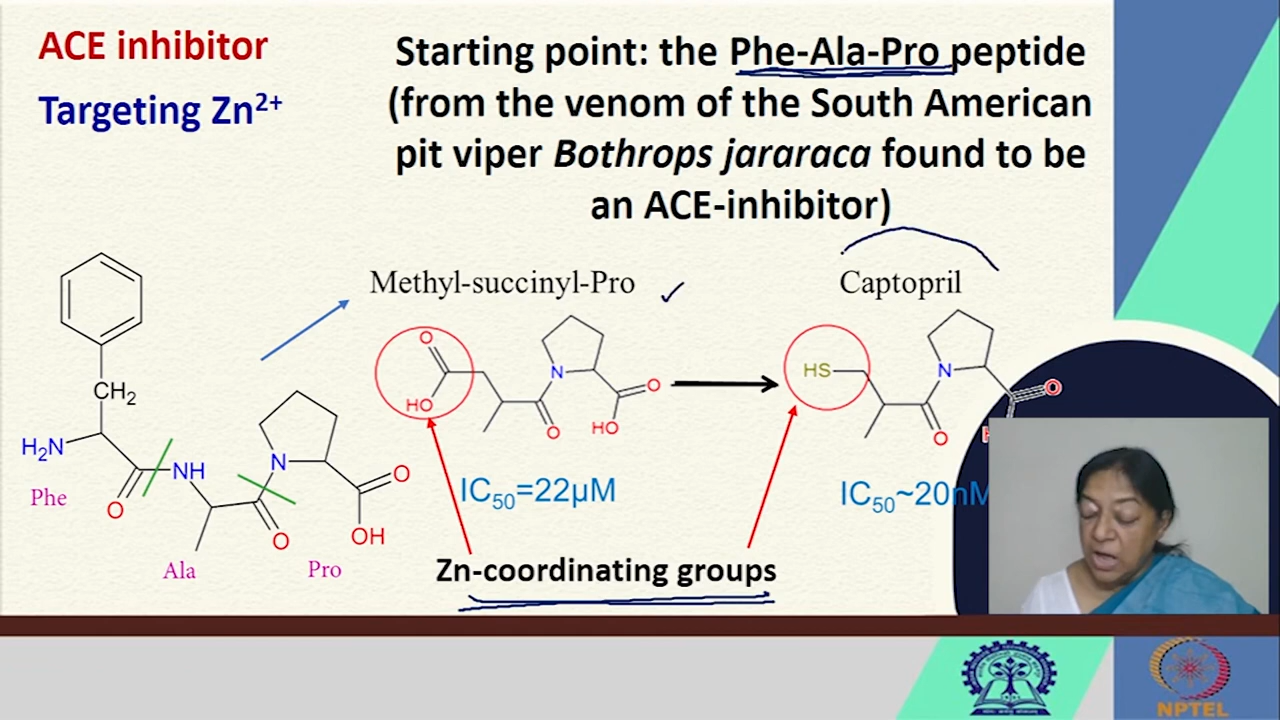 ACE inhibitor
Targeting Zn²⁺
Starting point: the Phe-Ala-Pro peptide
(from the venom of the South American
pit viper Bothrops jararaca found to be
an ACE-inhibitor)
Methyl-succinyl-Pro
Captopril
CH₂
H₂N
O
NH
O
N
O
OH
Phe
Ala
Pro
O
HO
N
O
O
HO
HS
N
O
O
IC₅₀=22µM
IC₅₀~20nM
Zn-coordinating groups
NPTEL